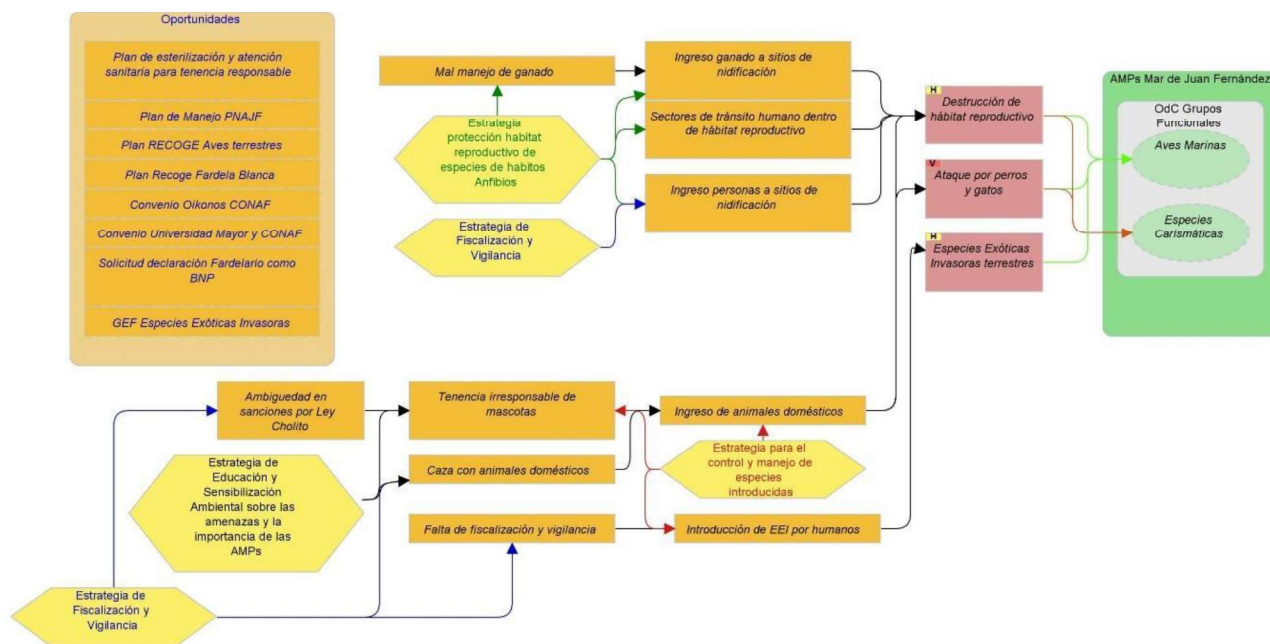 Oportunidades
Plan de esterilización y atención
sanitaria para tenencia responsable
Plan de Manejo PNAJF
Plan RECOGE Aves terrestres
Plan Recoge Fardela Blanca
Convenio Oikonos CONAF
Convenio Universidad Mayor y CONAF
Solicitud declaración Fardelario como
BNP
GEF Especies Exóticas Invasoras
Mal manejo de ganado
Estrategia
protección habitat
reproductivo de
especies de habitos
Anfibios
Estrategia de
Fiscalización y
Vigilancia
Ingreso ganado a sitios de
nidificación
Sectores de tránsito humano dentro
de hábitat reproductivo
Ingreso personas a sitios de
nidificación
H
Destrucción de
hábitat reproductivo
V
Ataque por perros
y gatos
H
Especies Exóticas
Invasoras terrestres
AMPs Mar de Juan Fernández
OdC Grupos
Funcionales
Aves Marinas
Especies
Carismáticas
Ambiguedad en
sanciones por Ley
Cholito
Tenencia irresponsable de
mascotas
Ingreso de animales domésticos
Estrategia de
Educación y
Sensibilización
Ambiental sobre las
amenazas y la
importancia de las
AMPs
Caza con animales domésticos
Estrategia para el
control y manejo de
especies
introducidas
Falta de fiscalización y vigilancia
Introducción de EEI por humanos
Estrategia de
Fiscalización y
Vigilancia